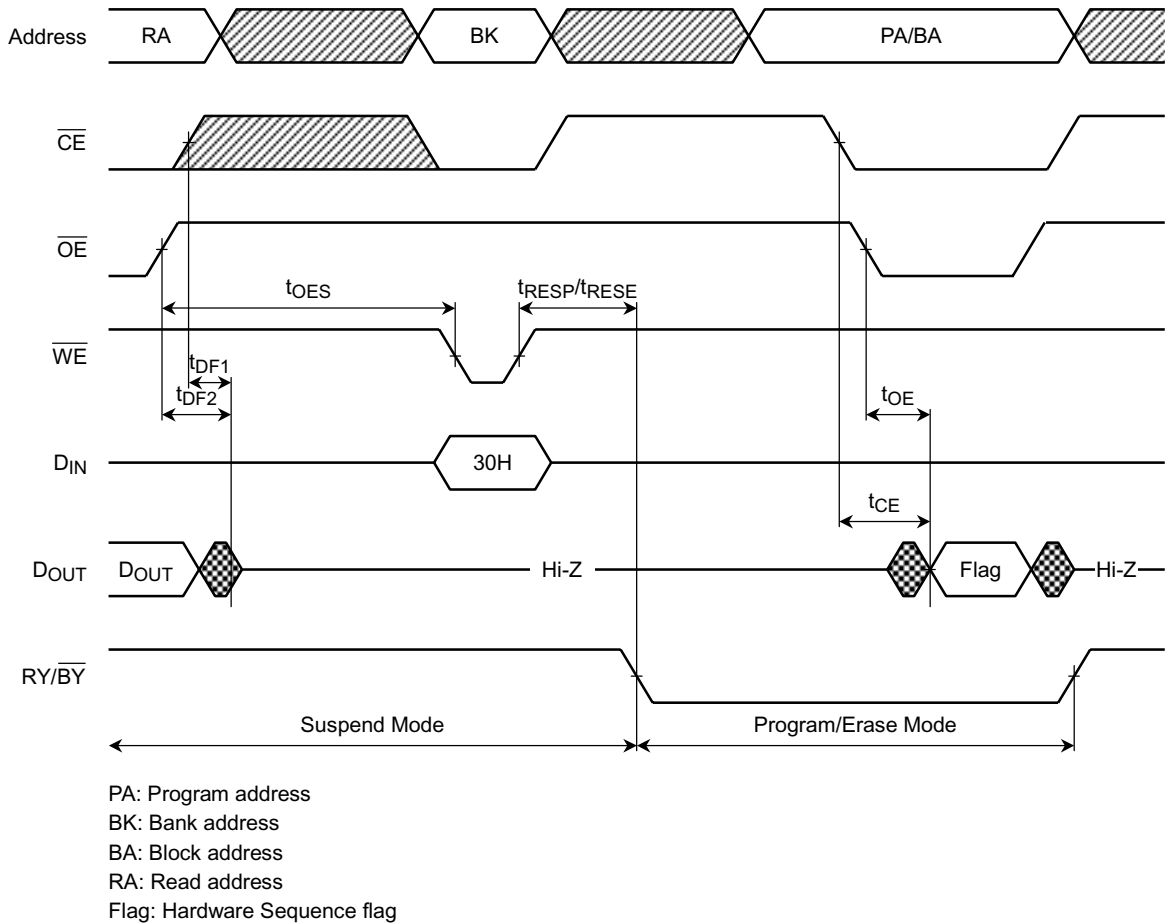 Address RA BK PA/BA
CE
OE
tOES tRESP/tRESE
WE
tDF1
tDF2 tOE
DIN 30H
tCE
DOUT DOUT Hi-Z Flag Hi-Z
RY/BY
Suspend Mode Program/Erase Mode
PA: Program address
BK: Bank address
BA: Block address
RA: Read address
Flag: Hardware Sequence flag